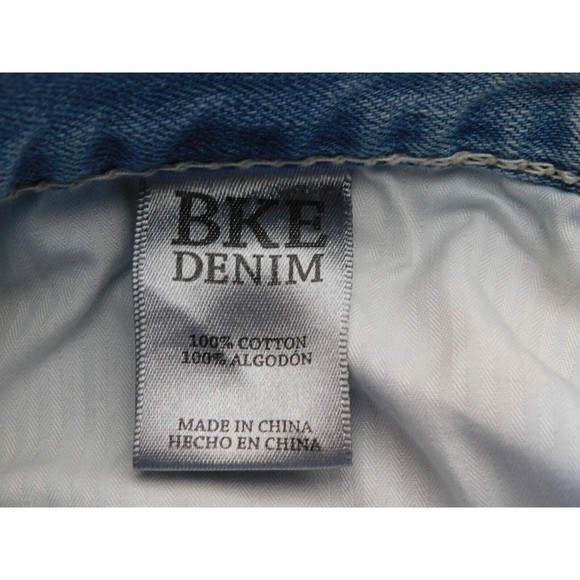 BKE
DENIM
100% COTTON
100% ALGODÓN
MADE IN CHINA
HECHO EN CHINA